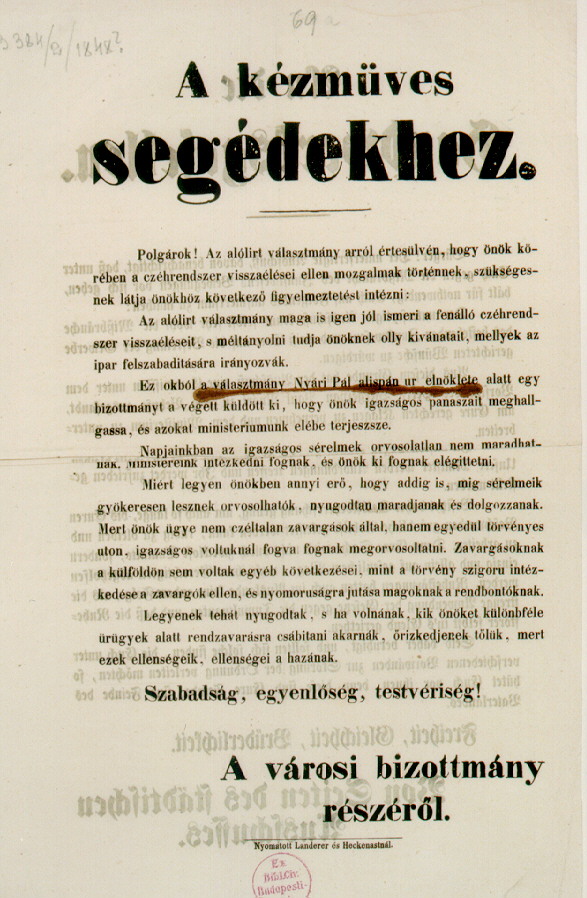 69a
A kézmüves
segédekhez.
Polgárok! Az alólirt választmány arról értesülvén, hogy önök kö-
rében a czéhrendszer visszaélései ellen mozgalmak történnek, szükséges-
nek látja önökhöz következő figyelmeztetést intézni:
Az alólirt választmány maga is igen jól ismeri a fenálló czéhrend-
szer visszaéléseit, s méltányolni tudja önöknek olly kivánatait, mellyek az
ipar felszabaditására irányozvák.
Ez okból a választmány Nyári Pál alispán ur elnöklete alatt egy
bizottmányt a végett küldött ki, hogy önök igazságos panaszait meghall-
gassa, és azokat ministeriumunk elébe terjeszsze.
Napjainkban az igazságos sérelmek orvosolatlan nem maradhat-
nak. Ministereink intézkedni fognak, és önök ki fognak elégittetni.
Miért legyen önökben annyi erő, hogy addig is, mig sérelmeik
gyökeresen lesznek orvosolhatók, nyugodtan maradjanak és dolgozzanak.
Mert önök ügye nem czéltalan zavargások által, hanem egyedül törvényes
uton, igazságos voltuknál fogva fognak megorvosoltatni. Zavargásoknak
a külföldön sem voltak egyéb következései, mint a törvény szigoru intéz-
kedése a zavargók ellen, és nyomoruságra jutása magoknak a rendbontóknak.
Legyenek tehát nyugodtak, s ha volnának, kik önöket különbféle
ürügyek alatt rendzavarásra csábitani akarnák, őrizkedjenek tőlük, mert
ezek ellenségeik, ellenségei a hazának.
Szabadság, egyenlőség, testvériség!
A városi bizottmány
részéről.
Nyomatott Landerer és Heckenastnál.
Ex
Bibl. Civ.
Budapesti-